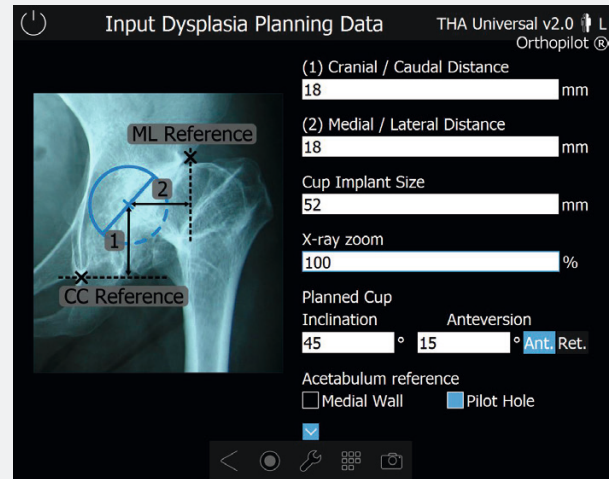 Input Dysplasia Planning Data
THA Universal v2.0 L
Orthopilot ®
(1) Cranial / Caudal Distance
18 mm
(2) Medial / Lateral Distance
18 mm
Cup Implant Size
52 mm
X-ray zoom
100 %
Planned Cup
Inclination Anteversion
45 ° 15 ° Ant. Ret.
Acetabulum reference
Medial Wall Pilot Hole
ML Reference
2
1
CC Reference